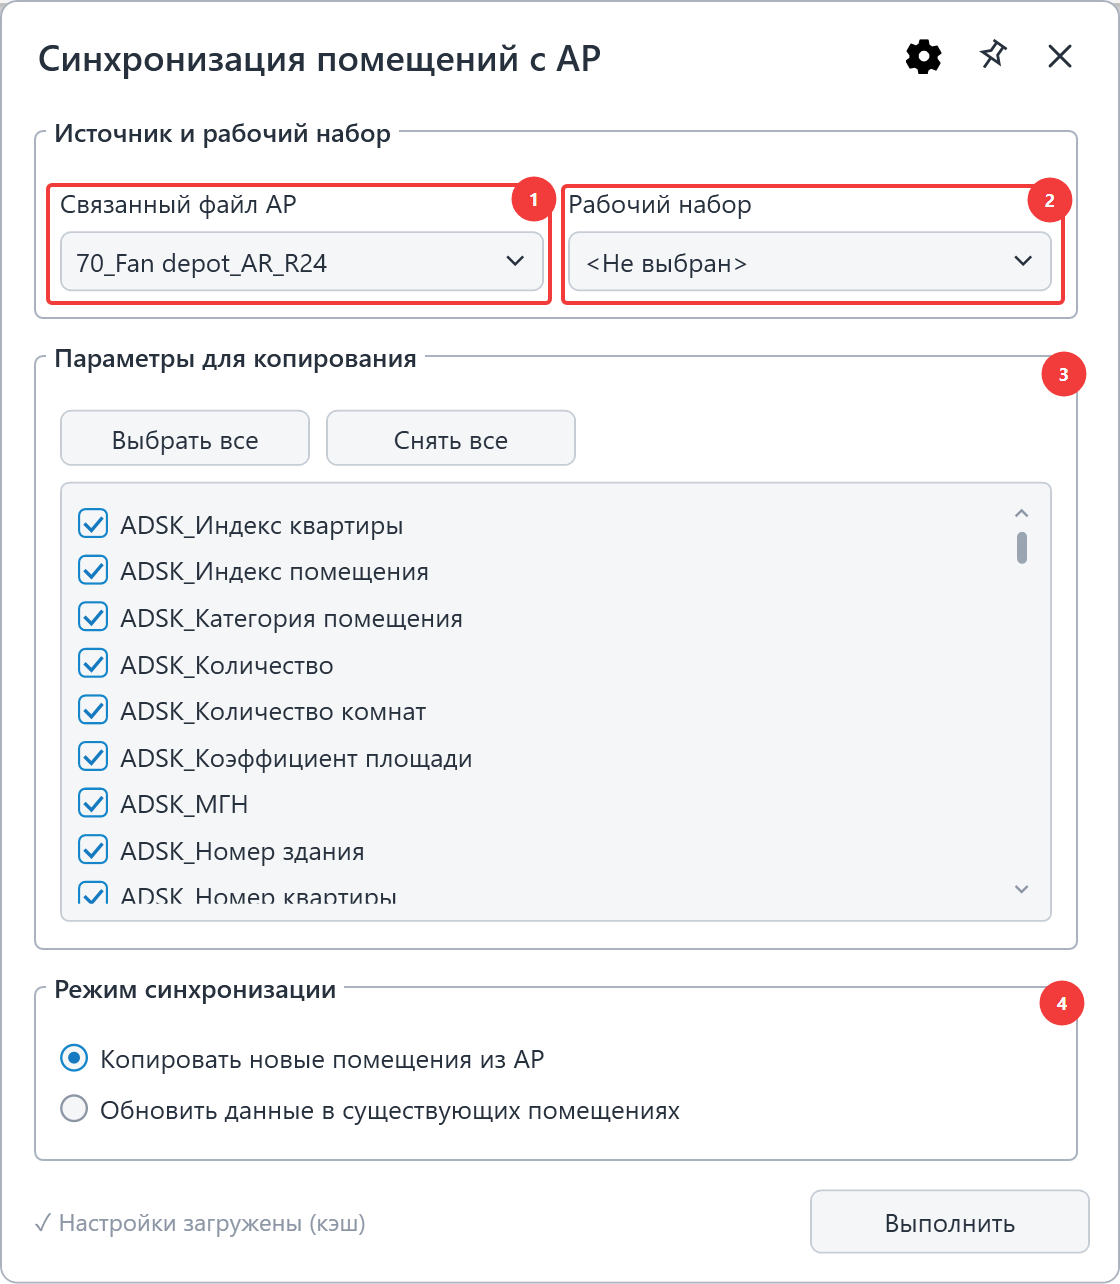 Синхронизация помещений с АР
Источник и рабочий набор
Связанный файл АР
1
70_Fan depot_AR_R24
Рабочий набор
2
<Не выбран>
Параметры для копирования
3
Выбрать все
Снять все
ADSK_Индекс квартиры
ADSK_Индекс помещения
ADSK_Категория помещения
ADSK_Количество
ADSK_Количество комнат
ADSK_Коэффициент площади
ADSK_МГН
ADSK_Номер здания
ADSK_Номер квартиры
Режим синхронизации
4
Копировать новые помещения из АР
Обновить данные в существующих помещениях
✓ Настройки загружены (кэш)
Выполнить